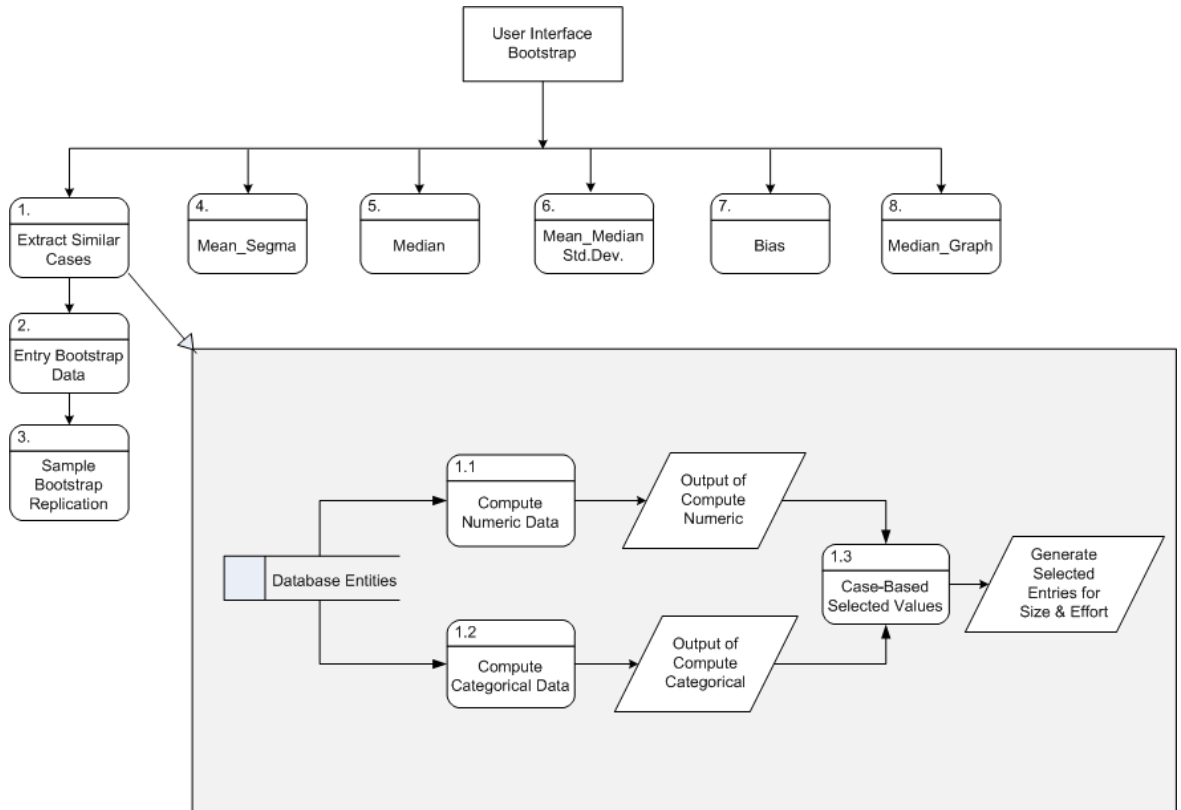 User Interface
Bootstrap
1.
Extract Similar
Cases
4.
Mean_Segma
5.
Median
6.
Mean_Median
Std.Dev.
7.
Bias
8.
Median_Graph
2.
Entry Bootstrap
Data
3.
Sample
Bootstrap
Replication
Database Entities
1.1
Compute
Numeric Data
Output of
Compute
Numeric
1.2
Compute
Categorical Data
Output of
Compute
Categorical
1.3
Case-Based
Selected Values
Generate
Selected
Entries for
Size & Effort